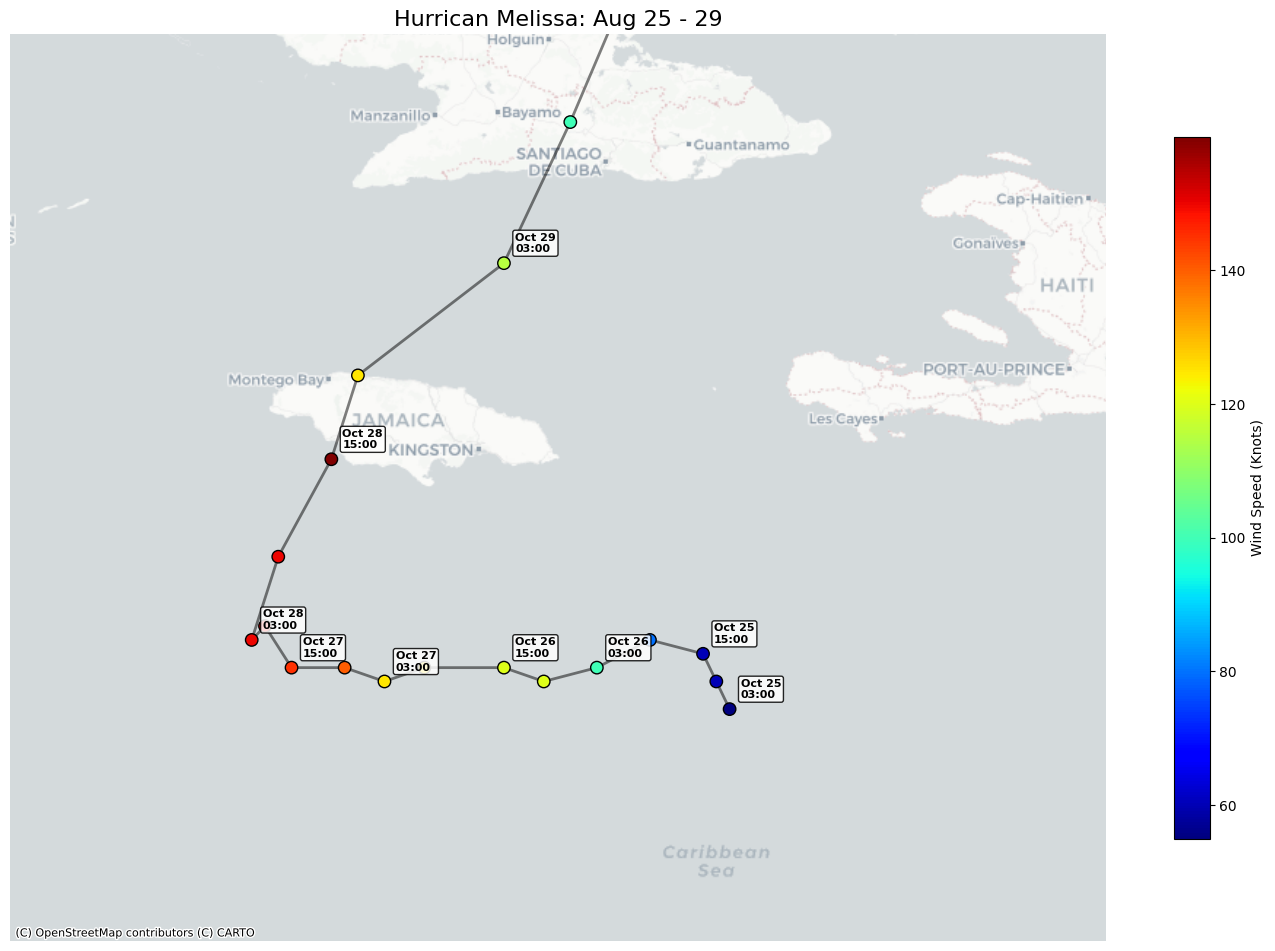 Hurrican Melissa: Aug 25 - 29
Holguin
Manzanillo
Bayamo
SANTIAGO
DE CUBA
Guantanamo
Cap-Haitien
Gonaives
HAITI
PORT-AU-PRINCE
Les Cayes
Oct 29
03:00
Montego Bay
JAMAICA
Oct 28
15:00
KINGSTON
Oct 28
03:00
Oct 27
15:00
Oct 27
03:00
Oct 26
15:00
Oct 26
03:00
Oct 25
15:00
Oct 25
03:00
Caribbean
Sea
(C) OpenStreetMap contributors (C) CARTO
140
120
100
80
60
Wind Speed (Knots)